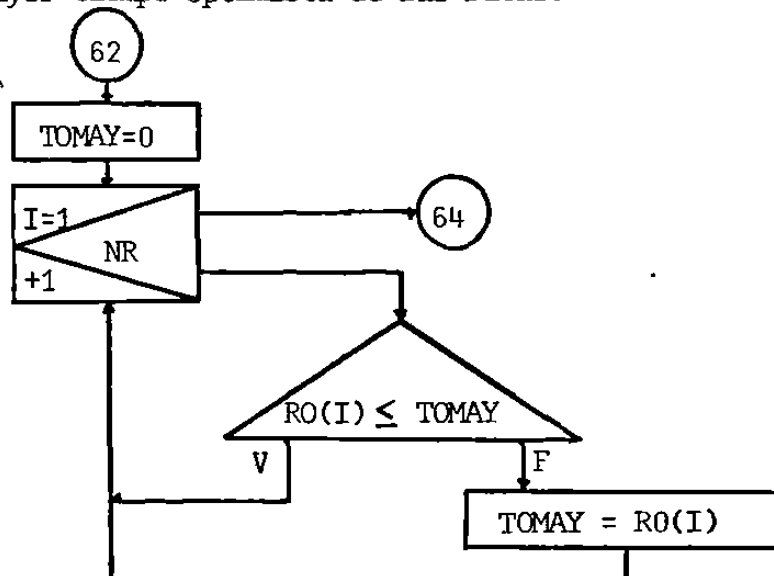 62
TOMAY=0
I=1
NR
+1
64
RO(I) ≤ TOMAY
V
F
TOMAY = RO(I)